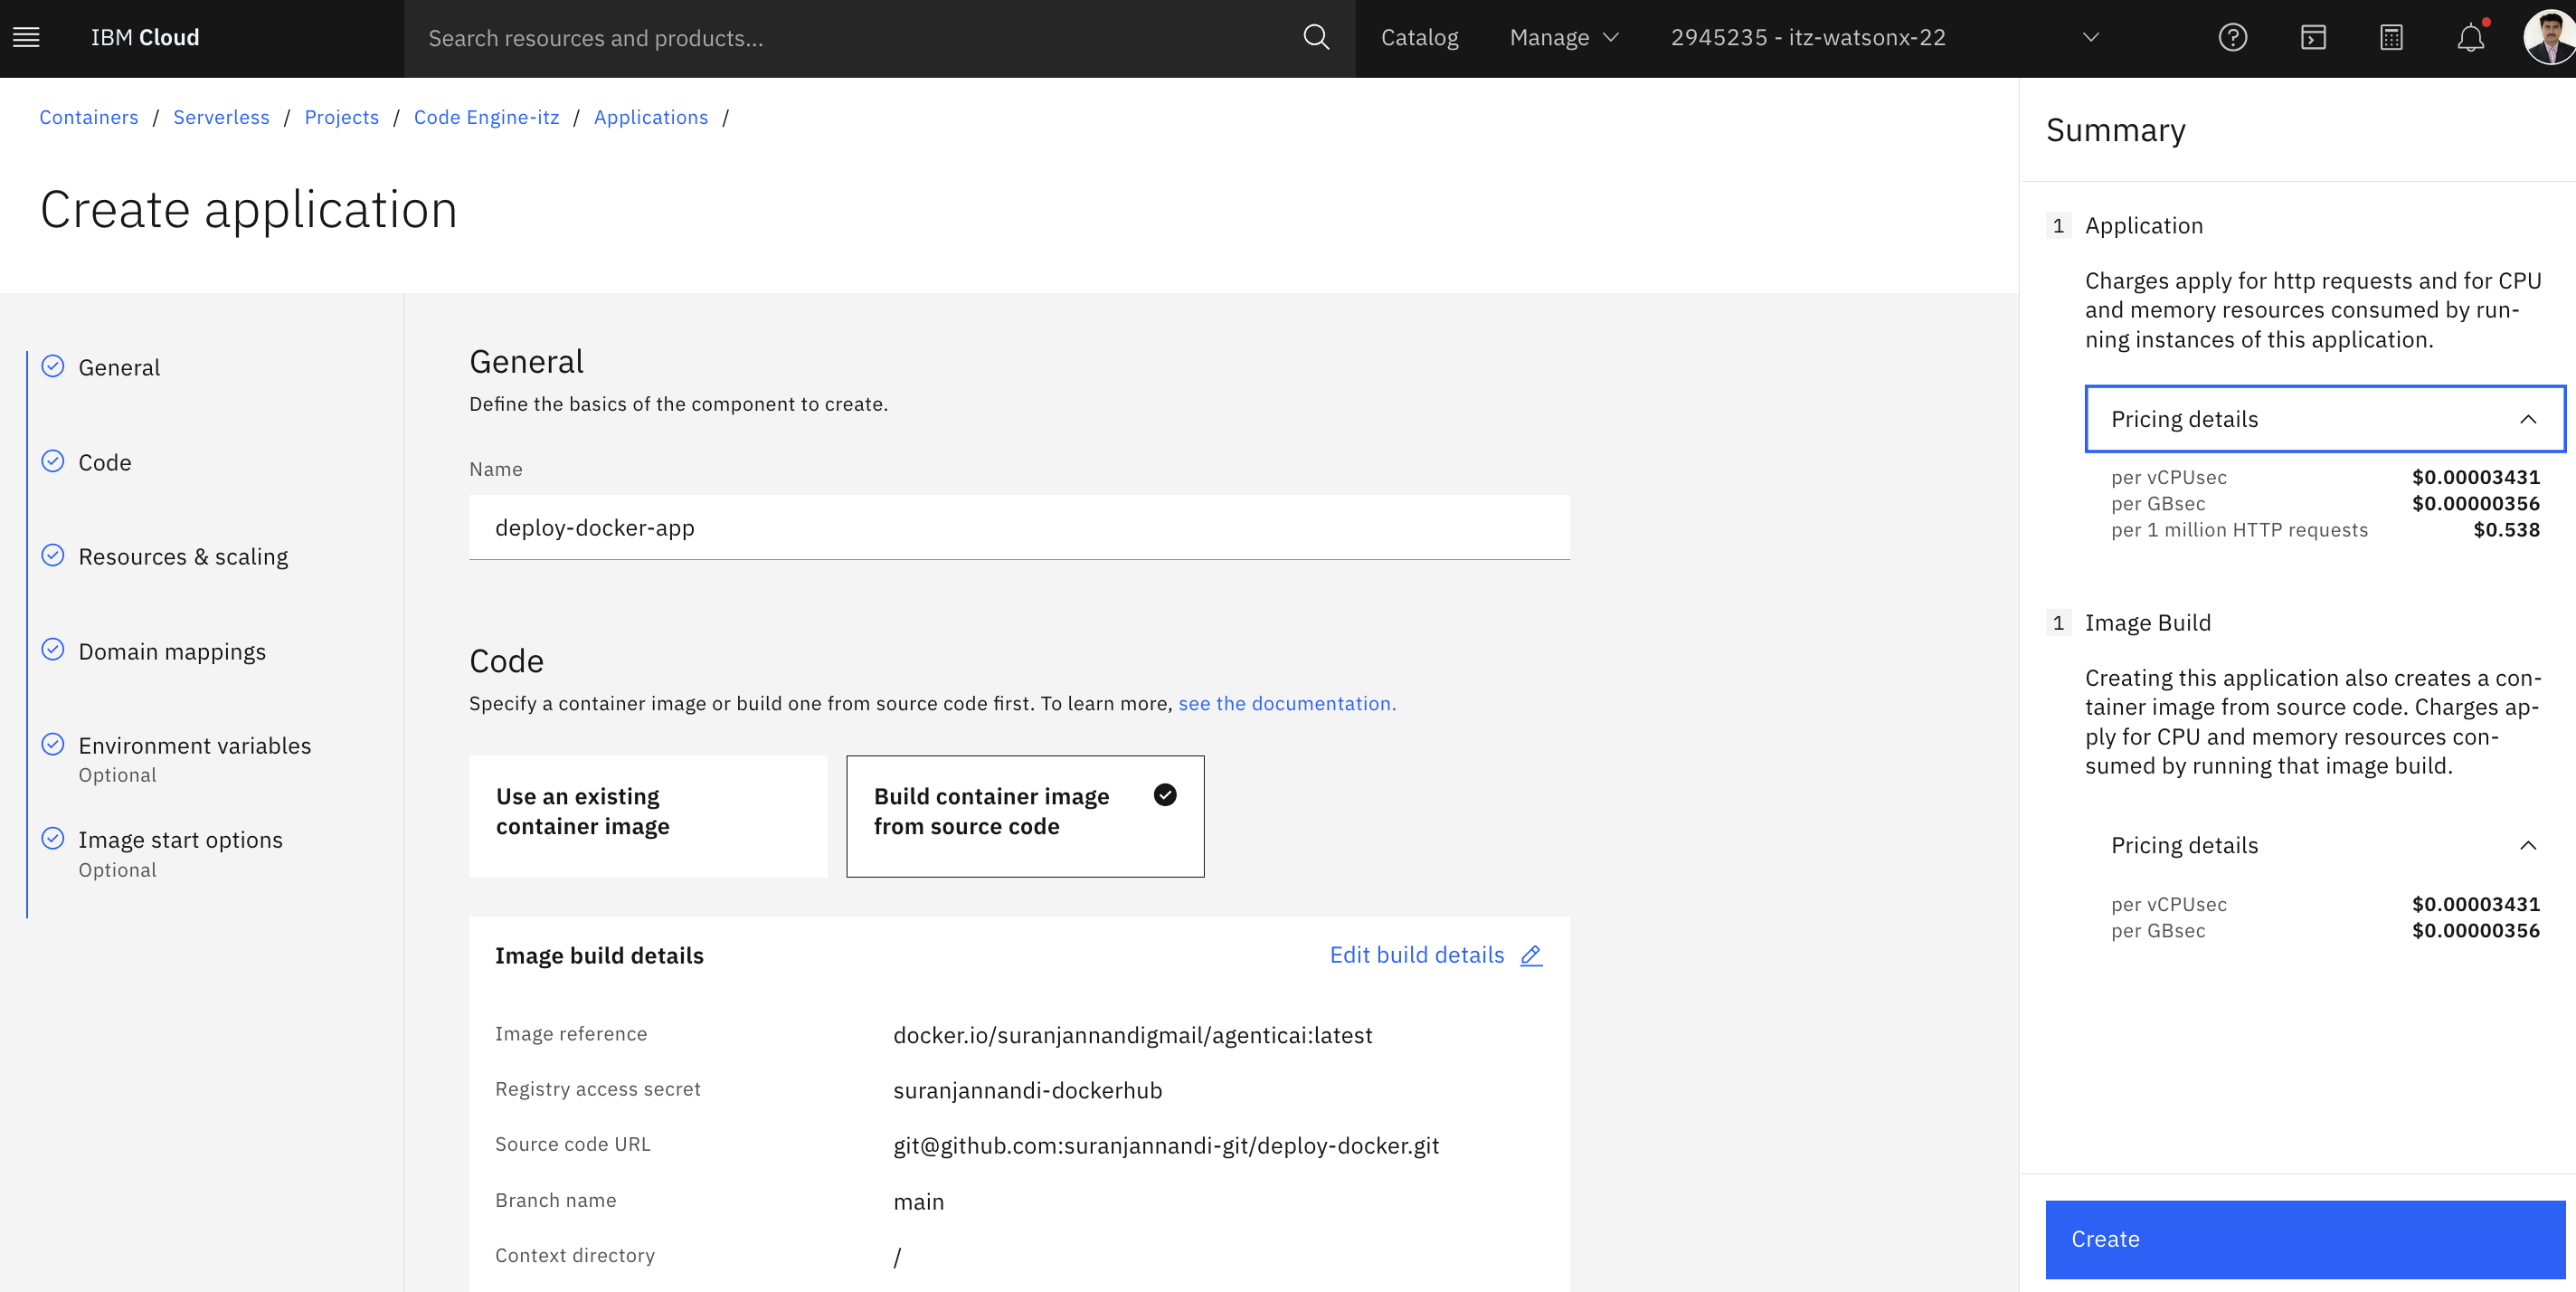 IBM Cloud
Search resources and products...
Catalog
Manage
2945235 - itz-watsonx-22
Containers / Serverless / Projects / Code Engine-itz / Applications /
Create application
General
Code
Resources & scaling
Domain mappings
Environment variables
Optional
Image start options
Optional
General
Define the basics of the component to create.
Name
deploy-docker-app
Code
Specify a container image or build one from source code first. To learn more, see the documentation.
Use an existing
container image
Build container image
from source code
Image build details
Edit build details
Image reference docker.io/suranjannandigmail/agenticai:latest
Registry access secret suranjannandi-dockerhub
Source code URL git@github.com:suranjannandi-git/deploy-docker.git
Branch name main
Context directory /
Summary
1 Application
Charges apply for http requests and for CPU
and memory resources consumed by run-
ning instances of this application.
Pricing details
per vCPUsec $0.00003431
per GBsec $0.00000356
per 1 million HTTP requests $0.538
1 Image Build
Creating this application also creates a con-
tainer image from source code. Charges ap-
ply for CPU and memory resources con-
sumed by running that image build.
Pricing details
per vCPUsec $0.00003431
per GBsec $0.00000356
Create